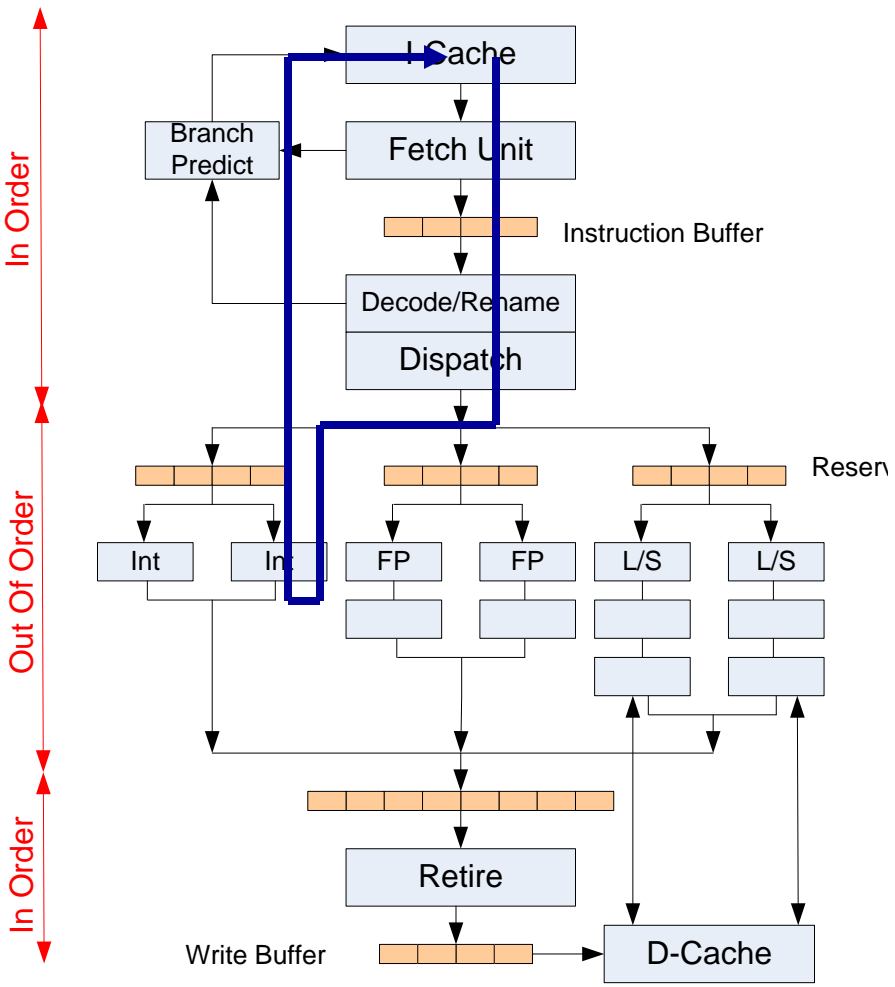 I-Cache
Branch
Predict
Fetch Unit
In Order
Instruction Buffer
Decode/Rename
Dispatch
Out Of Order
Reserv
Int
Int
FP
FP
L/S
L/S
In Order
Retire
Write Buffer
D-Cache